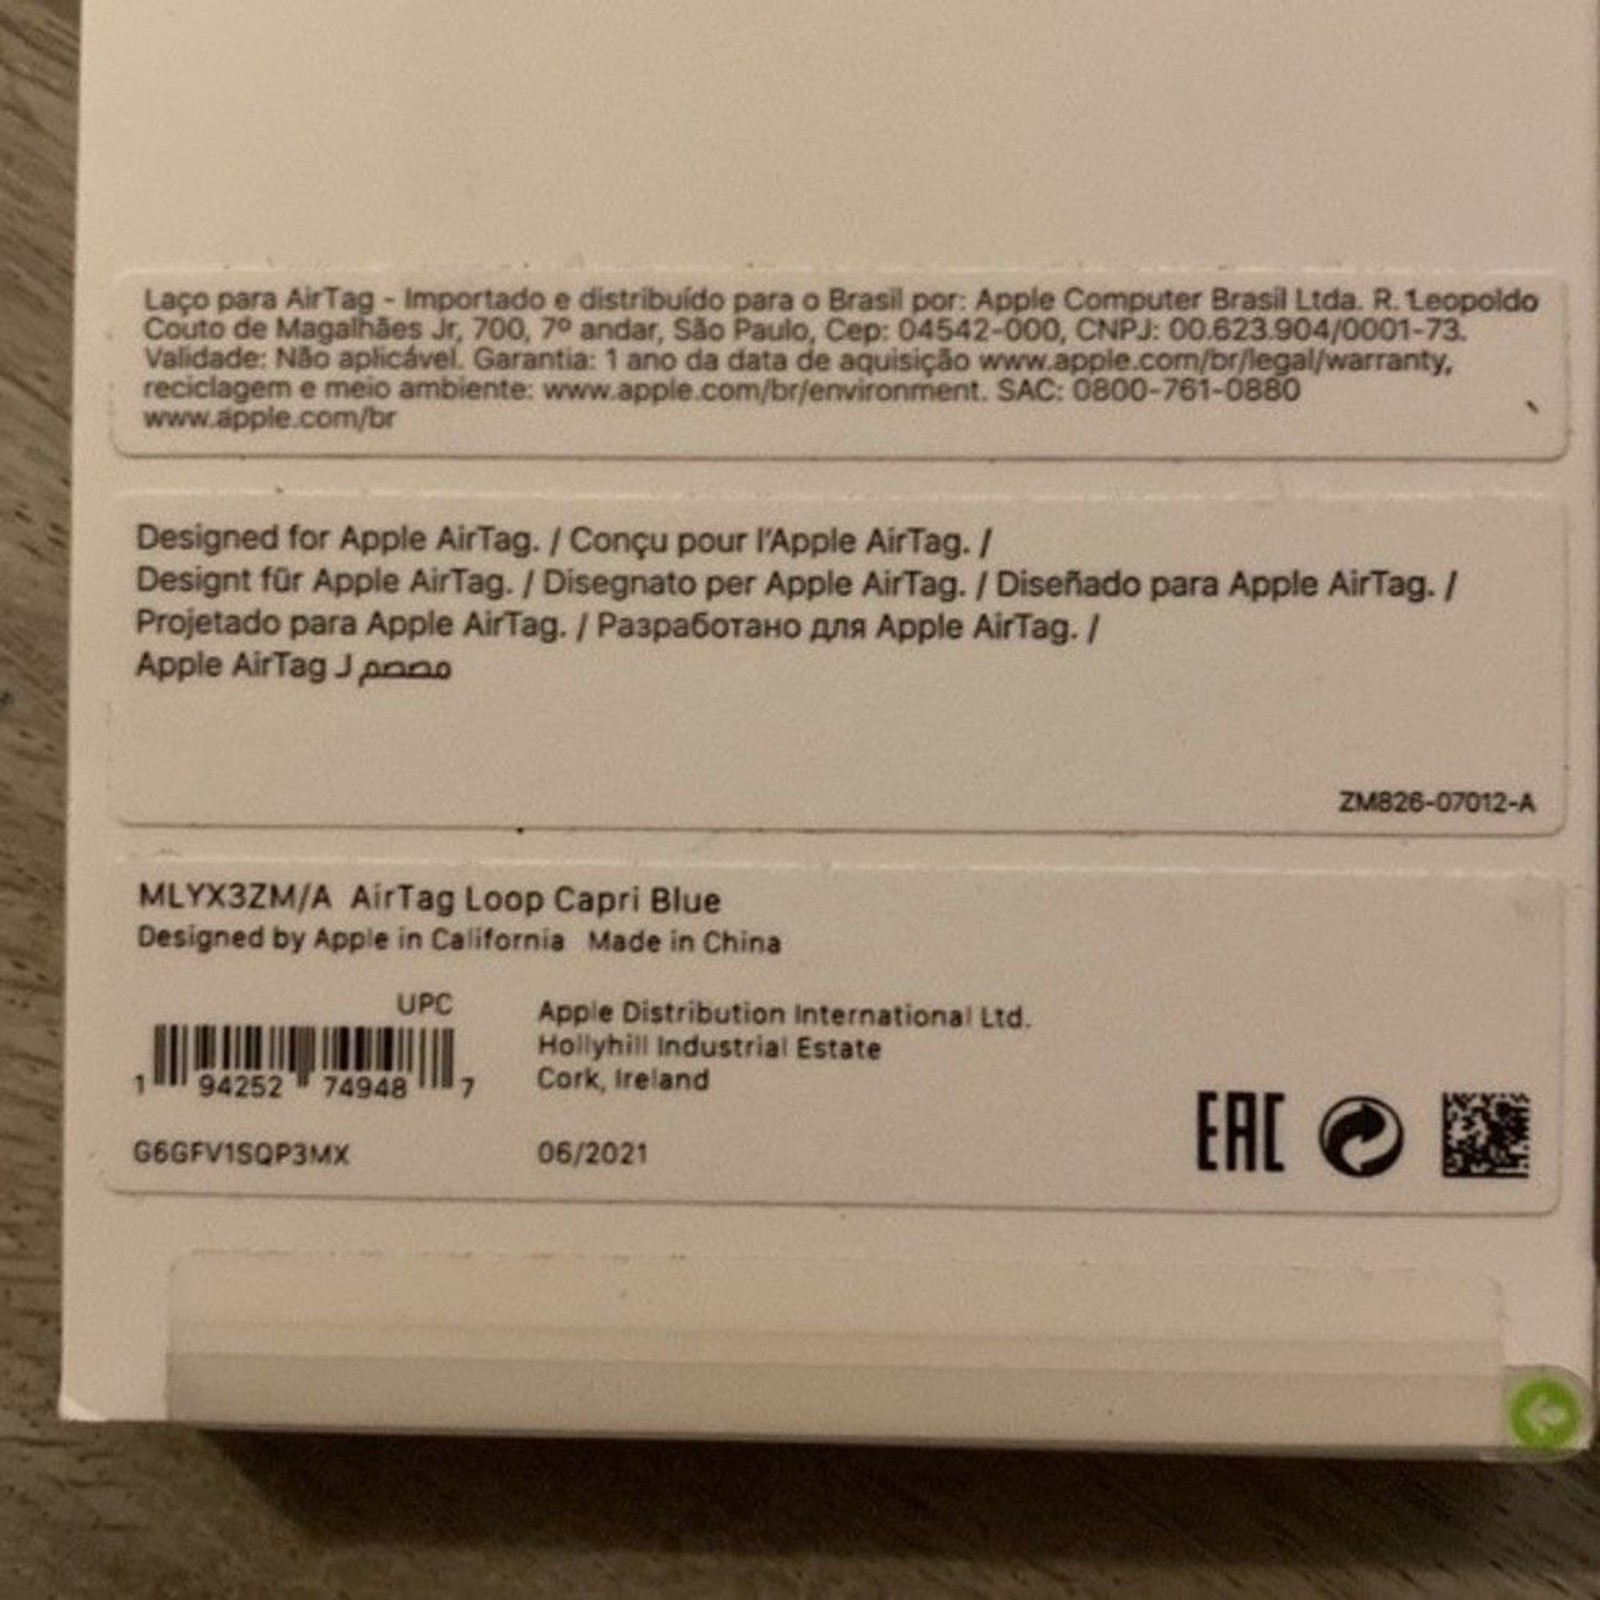 Laço para AirTag - Importado e distribuído para o Brasil por: Apple Computer Brasil Ltda. R. Leopoldo
Couto de Magalhães Jr, 700, 7º andar, São Paulo, Cep: 04542-000, CNPJ: 00.623.904/0001-73.
Validade: Não aplicável. Garantia: 1 ano da data de aquisição www.apple.com/br/legal/warranty,
reciclagem e meio ambiente: www.apple.com/br/environment. SAC: 0800-761-0880
www.apple.com/br
Designed for Apple AirTag. / Conçu pour l'Apple AirTag. /
Designt für Apple AirTag. / Disegnato per Apple AirTag. / Diseñado para Apple AirTag. /
Projetado para Apple AirTag. / Разработано для Apple AirTag. /
مصمم لـ Apple AirTag
ZM826-07012-A
MLYX3ZM/A AirTag Loop Capri Blue
Designed by Apple in California Made in China
UPC
1 94252 74948 7
Apple Distribution International Ltd.
Hollyhill Industrial Estate
Cork, Ireland
G6GFV1SQP3MX
06/2021
EAC